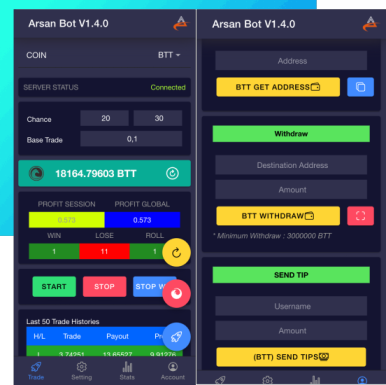 Arsan Bot V1.4.0
COIN BTT
SERVER STATUS Connected
Chance 20 30
Base Trade 0,1
18164.79603 BTT
PROFIT SESSION PROFIT GLOBAL
0.573 0.573
WIN LOSE ROLL
1 11 1
START STOP STOP W
Last 50 Trade Histories
H/L Trade Payout Pr
L 3.74251 13.65527 9.91276
Trade Setting Stats Account
Arsan Bot V1.4.0
Address
BTT GET ADDRESS
Withdraw
Destination Address
Amount
BTT WITHDRAW
* Minimum Withdraw : 3000000 BTT
SEND TIP
Username
Amount
(BTT) SEND TIPS